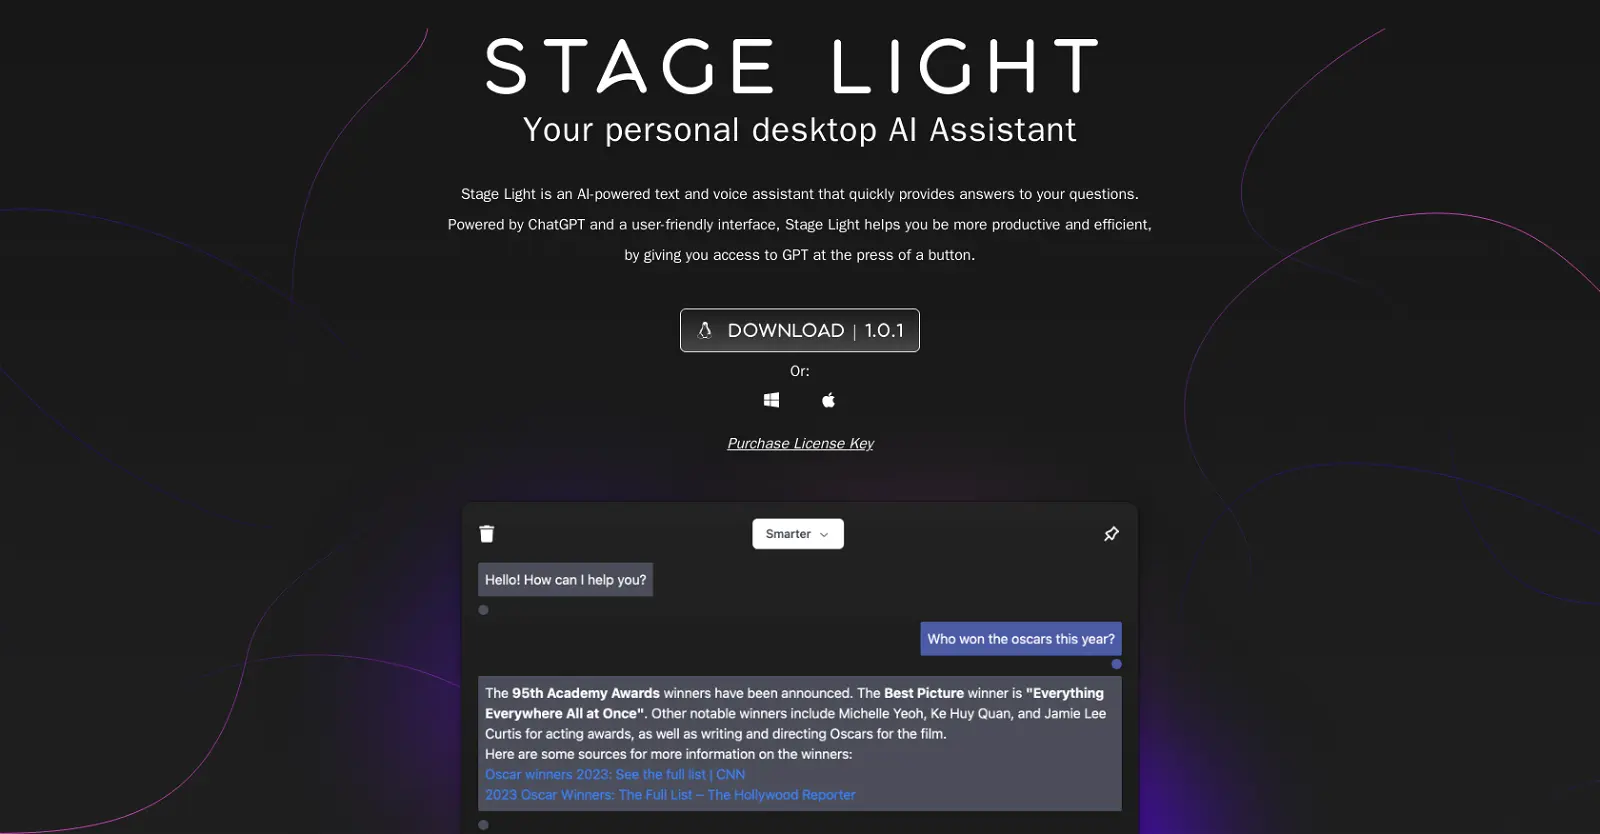 STAGE LIGHT
Your personal desktop AI Assistant
Stage Light is an AI-powered text and voice assistant that quickly provides answers to your questions.
Powered by ChatGPT and a user-friendly interface, Stage Light helps you be more productive and efficient,
by giving you access to GPT at the press of a button.
DOWNLOAD | 1.0.1
Or:
Purchase License Key
Smarter
Hello! How can I help you?
Who won the oscars this year?
The 95th Academy Awards winners have been announced. The Best Picture winner is "Everything
Everywhere All at Once". Other notable winners include Michelle Yeoh, Ke Huy Quan, and Jamie Lee
Curtis for acting awards, as well as writing and directing Oscars for the film.
Here are some sources for more information on the winners:
Oscar winners 2023: See the full list | CNN
2023 Oscar Winners: The Full List – The Hollywood Reporter